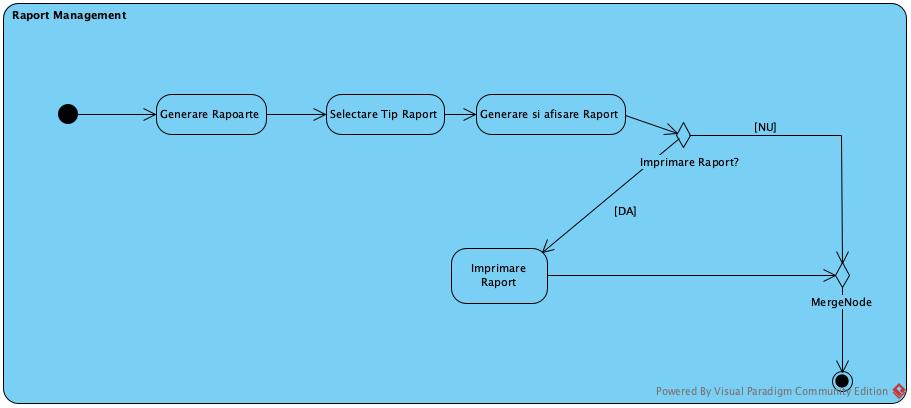 Raport Management
Generare Rapoarte
Selectare Tip Raport
Generare si afisare Raport
[NU]
Imprimare Raport?
[DA]
Imprimare
Raport
MergeNode
Powered By Visual Paradigm Community Edition